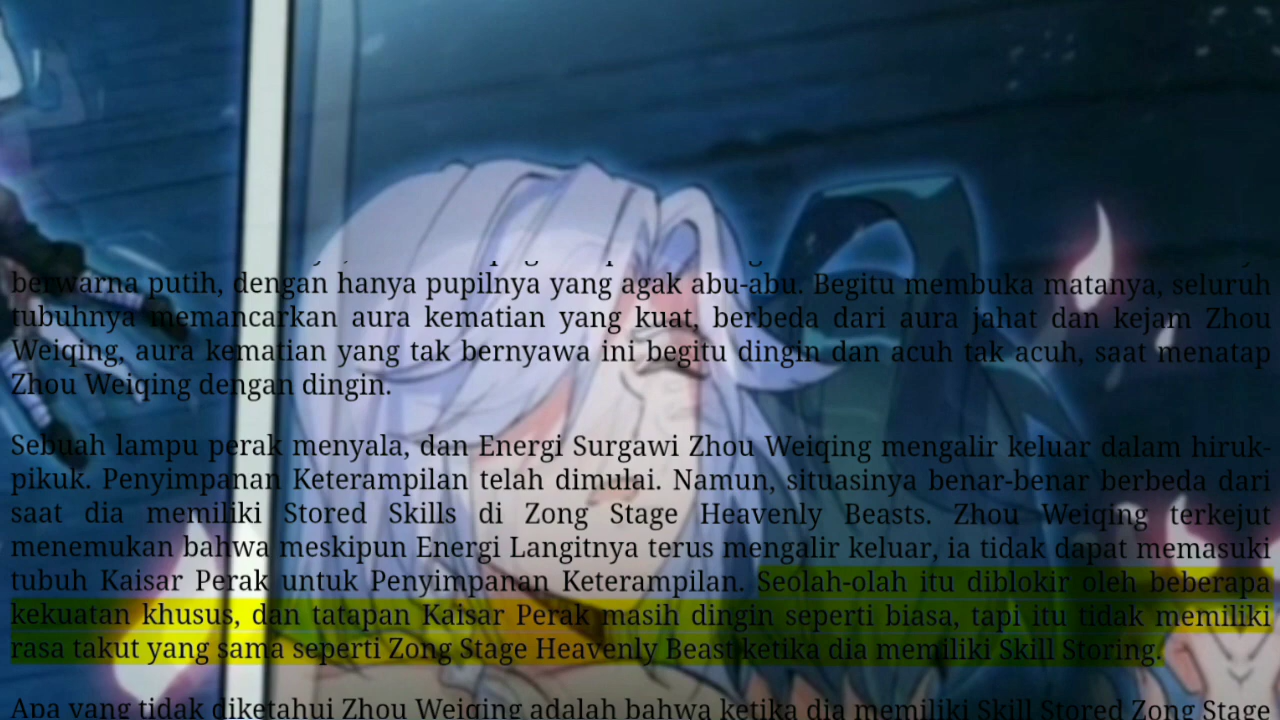 berwarna putih, dengan hanya pupilnya yang agak abu-abu. Begitu membuka matanya, seluruh
tubuhnya memancarkan aura kematian yang kuat, berbeda dari aura jahat dan kejam Zhou
Weiqing, aura kematian yang tak bernyawa ini begitu dingin dan acuh tak acuh, saat menatap
Zhou Weiqing dengan dingin.
Sebuah lampu perak menyala, dan Energi Surgawi Zhou Weiqing mengalir keluar dalam hiruk-
pikuk. Penyimpanan Keterampilan telah dimulai. Namun, situasinya benar-benar berbeda dari
saat dia memiliki Stored Skills di Zong Stage Heavenly Beasts. Zhou Weiqing terkejut
menemukan bahwa meskipun Energi Langitnya terus mengalir keluar, ia tidak dapat memasuki
tubuh Kaisar Perak untuk Penyimpanan Keterampilan. Seolah-olah itu diblokir oleh beberapa
kekuatan khusus, dan tatapan Kaisar Perak masih dingin seperti biasa, tapi itu tidak memiliki
rasa takut yang sama seperti Zong Stage Heavenly Beast ketika dia memiliki Skill Storing.
Apa yang tidak diketahui Zhou Weiqing adalah bahwa ketika dia memiliki Skill Stored Zong Stage